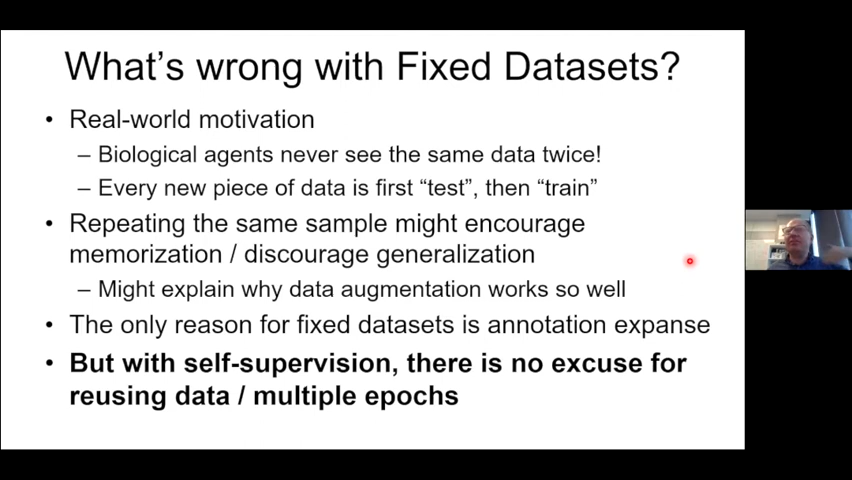 What's wrong with Fixed Datasets?
• Real-world motivation
– Biological agents never see the same data twice!
– Every new piece of data is first “test”, then “train”
• Repeating the same sample might encourage
memorization / discourage generalization
– Might explain why data augmentation works so well
• The only reason for fixed datasets is annotation expanse
• But with self-supervision, there is no excuse for
reusing data / multiple epochs